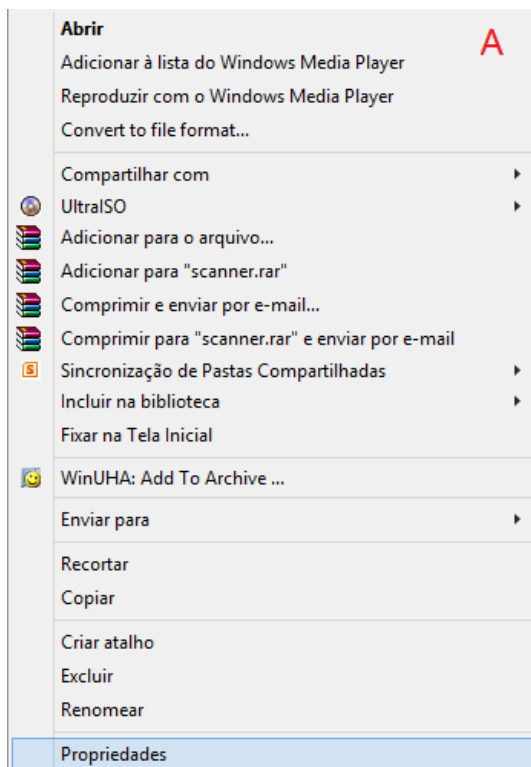 Abrir
A
Adicionar à lista do Windows Media Player
Reproduzir com o Windows Media Player
Convert to file format...
Compartilhar com
UltraISO
Adicionar para o arquivo...
Adicionar para "scanner.rar"
Comprimir e enviar por e-mail...
Comprimir para "scanner.rar" e enviar por e-mail
S
Sincronização de Pastas Compartilhadas
Incluir na biblioteca
Fixar na Tela Inicial
WinUHA: Add To Archive ...
Enviar para
Recortar
Copiar
Criar atalho
Excluir
Renomear
Propriedades